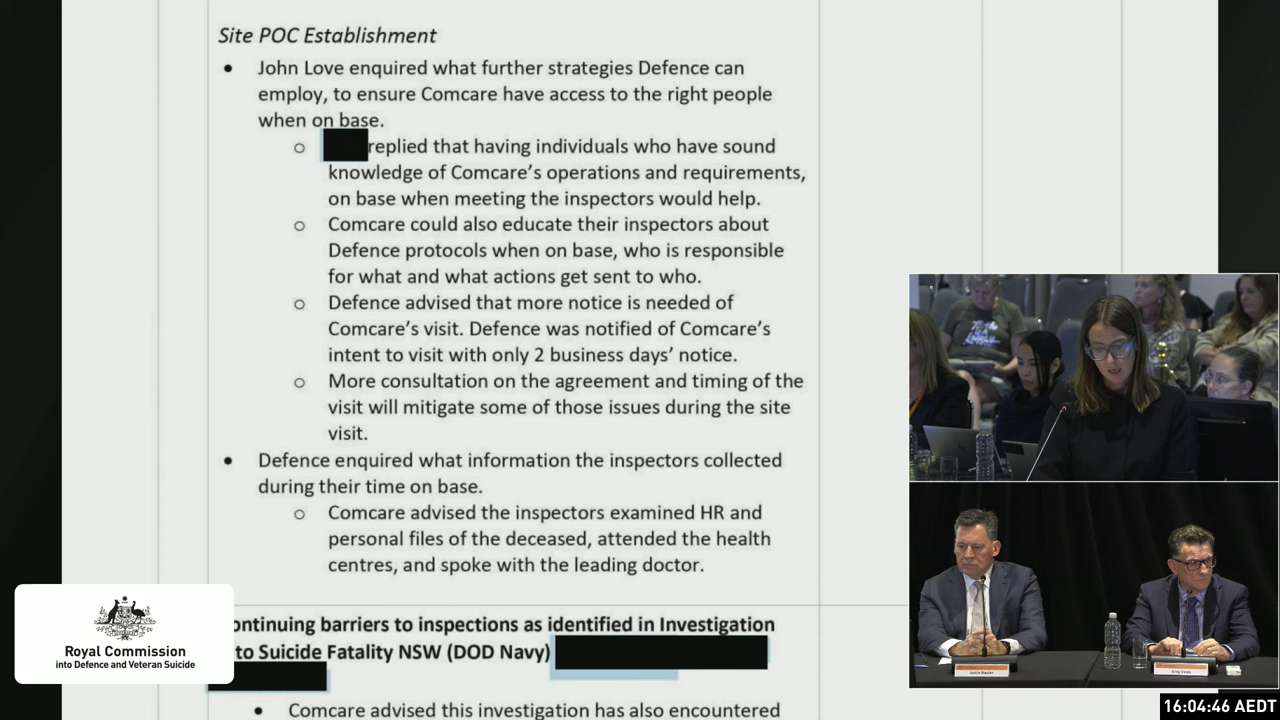 Site POC Establishment
• John Love enquired what further strategies Defence can
employ, to ensure Comcare have access to the right people
when on base.
o replied that having individuals who have sound
knowledge of Comcare's operations and requirements,
on base when meeting the inspectors would help.
o Comcare could also educate their inspectors about
Defence protocols when on base, who is responsible
for what and what actions get sent to who.
o Defence advised that more notice is needed of
Comcare's visit. Defence was notified of Comcare's
intent to visit with only 2 business days' notice.
o More consultation on the agreement and timing of the
visit will mitigate some of those issues during the site
visit.
• Defence enquired what information the inspectors collected
during their time on base.
o Comcare advised the inspectors examined HR and
personal files of the deceased, attended the health
centres, and spoke with the leading doctor.
ontinuing barriers to inspections as identified in Investigation
to Suicide Fatality NSW (DOD Navy)
• Comcare advised this investigation has also encountered
Royal Commission
into Defence and Veteran Suicide
Justin Napier
Greg Vines
16:04:46 AEDT